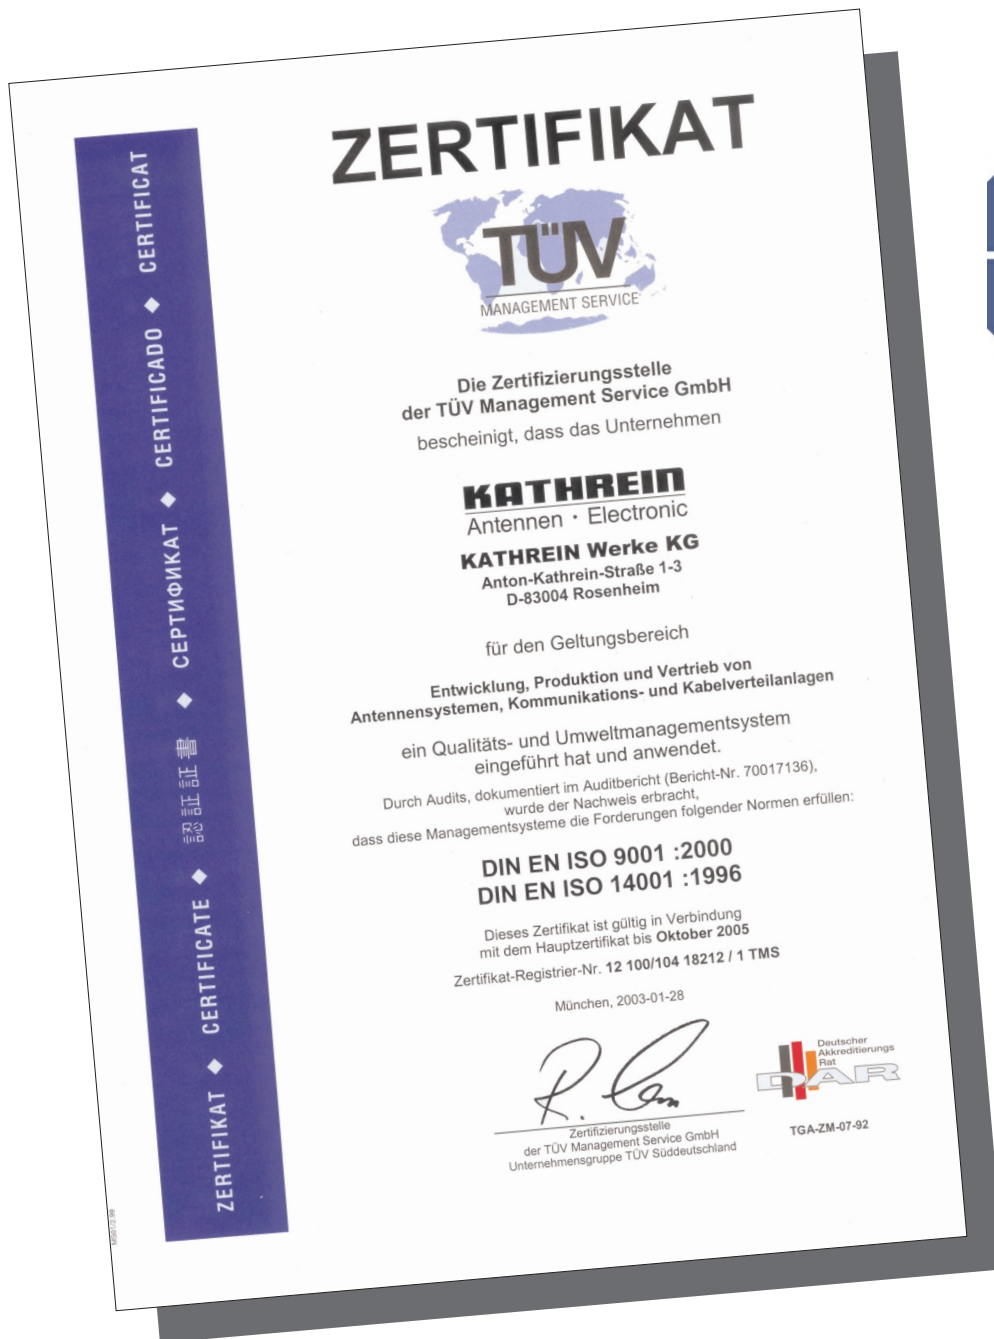 ZERTIFIKAT
TÜV
MANAGEMENT SERVICE
Die Zertifizierungsstelle
der TÜV Management Service GmbH
bescheinigt, dass das Unternehmen
KATHREIN
Antennen · Electronic
KATHREIN Werke KG
Anton-Kathrein-Straße 1-3
D-83004 Rosenheim
für den Geltungsbereich
Entwicklung, Produktion und Vertrieb von
Antennensystemen, Kommunikations- und Kabelverteilanlagen
ein Qualitäts- und Umweltmanagementsystem
eingeführt hat und anwendet.
Durch Audits, dokumentiert im Auditbericht (Bericht-Nr. 70017136),
wurde der Nachweis erbracht,
dass diese Managementsysteme die Forderungen folgender Normen erfüllen:
DIN EN ISO 9001 :2000
DIN EN ISO 14001 :1996
Dieses Zertifikat ist gültig in Verbindung
mit dem Hauptzertifikat bis Oktober 2005
Zertifikat-Registrier-Nr. 12 100/104 18212 / 1 TMS
München, 2003-01-28
Zertifizierungsstelle
der TÜV Management Service GmbH
Unternehmensgruppe TÜV Süddeutschland
Deutscher
Akkreditierungs
Rat
DAR
TGA-ZM-07-92
ZERTIFIKAT ◆ CERTIFICATE ◆ 認証証書 ◆ СЕРТИФИКАТ ◆ CERTIFICADO ◆ CERTIFICAT